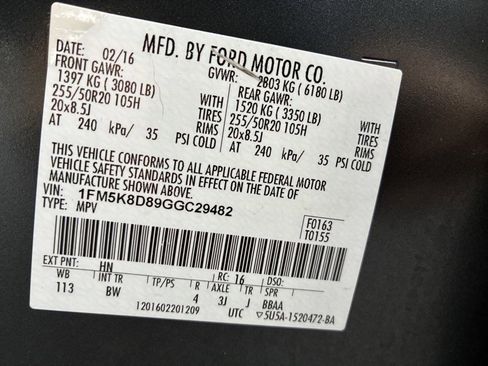 MFD. BY FORD MOTOR CO.
DATE: 02/16 GVWR: 2803 KG ( 6180 LB)
FRONT GAWR: REAR GAWR:
1397 KG ( 3080 LB) WITH 1520 KG ( 3350 LB) WITH
255/50R20 105H TIRES 255/50R20 105H TIRES
20x8.5J RIMS 20x8.5J RIMS
AT 240 kPa/ 35 PSI COLD AT 240 kPa/ 35 PSI COLD
THIS VEHICLE CONFORMS TO ALL APPLICABLE FEDERAL MOTOR
VEHICLE SAFETY STANDARDS IN EFFECT ON THE DATE OF
MANUFACTURE SHOWN ABOVE.
VIN: 1FM5K8D89GGC29482 F0163
TYPE: MPV T0155
EXT PNT: HN RC: 16 DSO:
WB INT TR TP/PS R AXLE TR SPR
113 BW 4 3J J BBAA
1201602201209 UTC ▽5U5A-1520472-BA